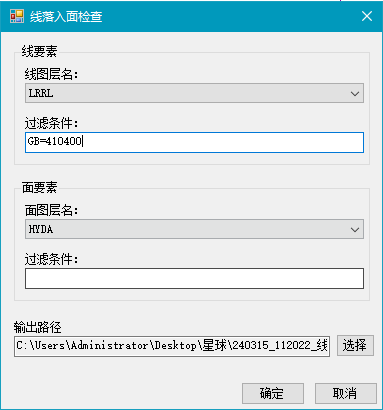 线落入面检查
线要素
线图层名：
LRRL
过滤条件：
GB=410400
面要素
面图层名：
HYDA
过滤条件：
输出路径
C:\Users\Administrator\Desktop\星球\240315_112022_线 选择
确定 取消